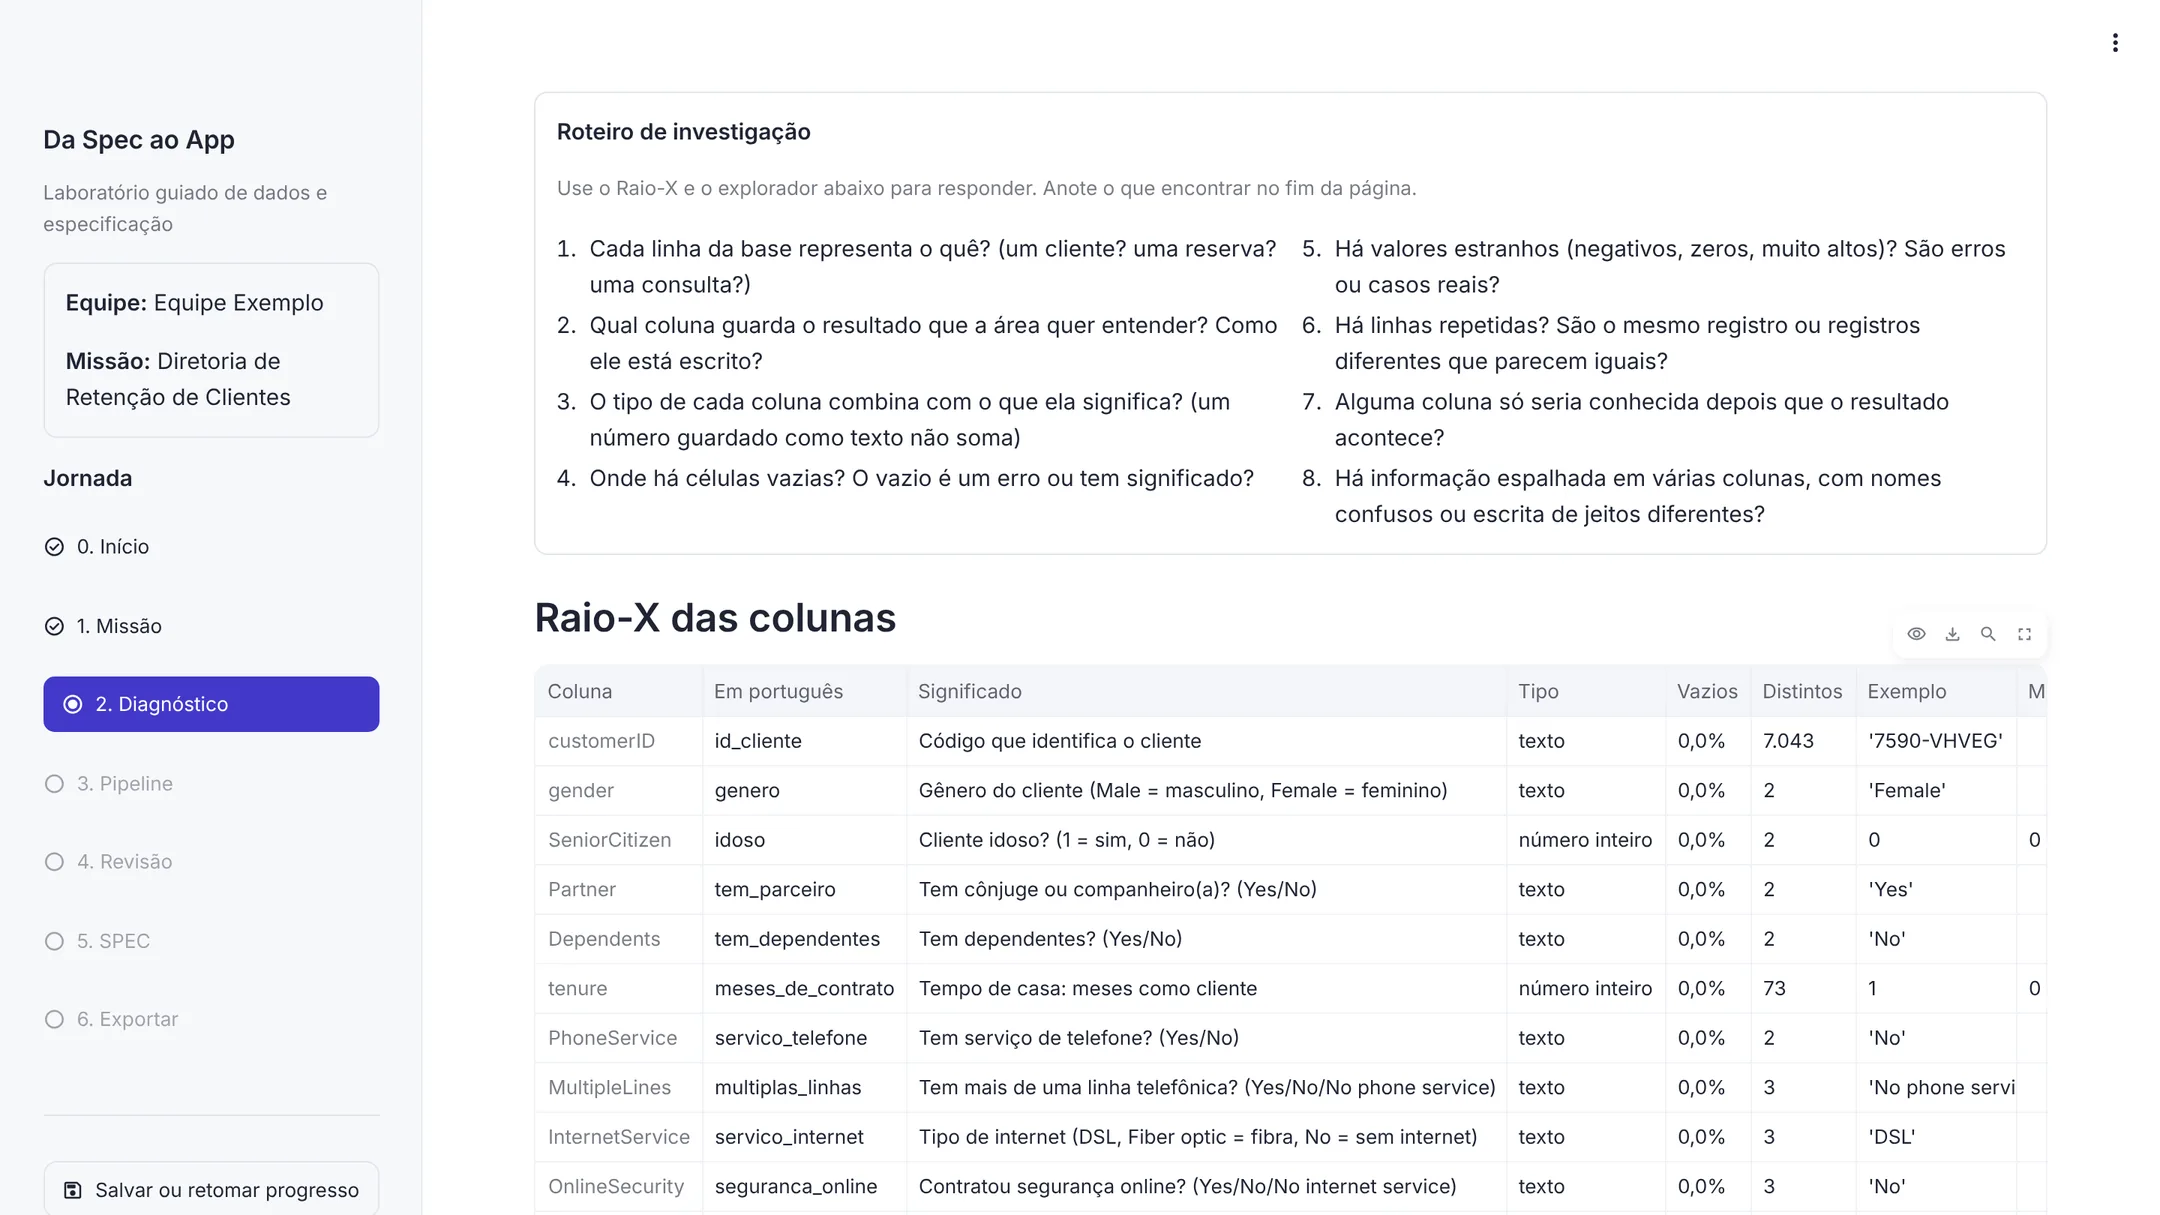 Da Spec ao App
Laboratório guiado de dados e
especificação
Equipe: Equipe Exemplo
Missão: Diretoria de
Retenção de Clientes
Jornada
0. Início
1. Missão
2. Diagnóstico
3. Pipeline
4. Revisão
5. SPEC
6. Exportar
Salvar ou retomar progresso
Roteiro de investigação
Use o Raio-X e o explorador abaixo para responder. Anote o que encontrar no fim da página.
1. Cada linha da base representa o quê? (um cliente? uma reserva?
uma consulta?)
2. Qual coluna guarda o resultado que a área quer entender? Como
ele está escrito?
3. O tipo de cada coluna combina com o que ela significa? (um
número guardado como texto não soma)
4. Onde há células vazias? O vazio é um erro ou tem significado?
5. Há valores estranhos (negativos, zeros, muito altos)? São erros
ou casos reais?
6. Há linhas repetidas? São o mesmo registro ou registros
diferentes que parecem iguais?
7. Alguma coluna só seria conhecida depois que o resultado
acontece?
8. Há informação espalhada em várias colunas, com nomes
confusos ou escrita de jeitos diferentes?
Raio-X das colunas
Coluna Em português Significado Tipo Vazios Distintos Exemplo M
customerID id_cliente Código que identifica o cliente texto 0,0% 7.043 '7590-VHVEG'
gender genero Gênero do cliente (Male = masculino, Female = feminino) texto 0,0% 2 'Female'
SeniorCitizen idoso Cliente idoso? (1 = sim, 0 = não) número inteiro 0,0% 2 0 0
Partner tem_parceiro Tem cônjuge ou companheiro(a)? (Yes/No) texto 0,0% 2 'Yes'
Dependents tem_dependentes Tem dependentes? (Yes/No) texto 0,0% 2 'No'
tenure meses_de_contrato Tempo de casa: meses como cliente número inteiro 0,0% 73 1 0
PhoneService servico_telefone Tem serviço de telefone? (Yes/No) texto 0,0% 2 'No'
MultipleLines multiplas_linhas Tem mais de uma linha telefônica? (Yes/No/No phone service) texto 0,0% 3 'No phone servi
InternetService servico_internet Tipo de internet (DSL, Fiber optic = fibra, No = sem internet) texto 0,0% 3 'DSL'
OnlineSecurity seguranca_online Contratou segurança online? (Yes/No/No internet service) texto 0,0% 3 'No'